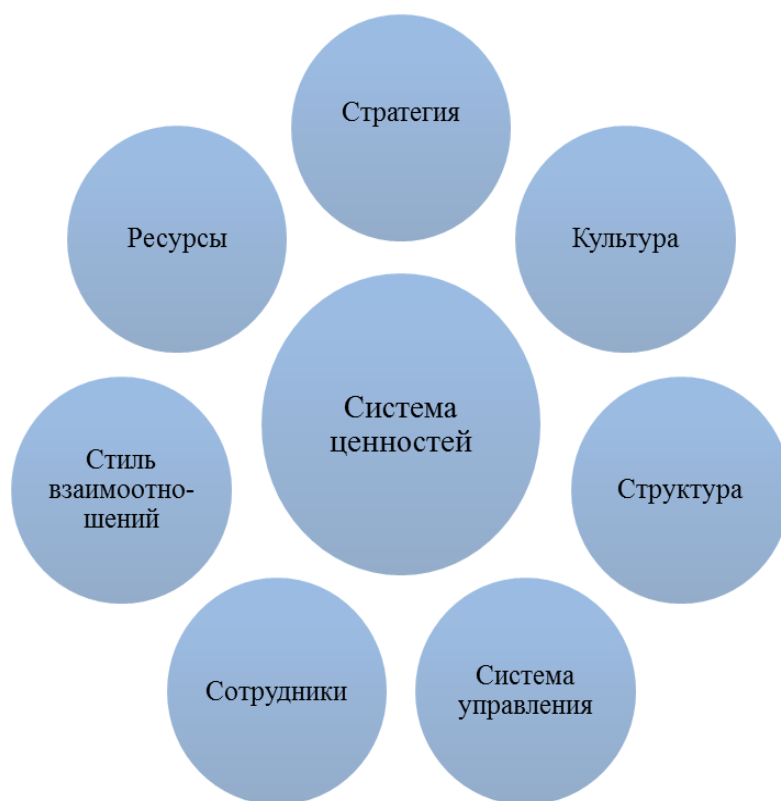 Стратегия
Ресурсы
Культура
Система
ценностей
Стиль
взаимоотно-
шений
Структура
Сотрудники
Система
управления